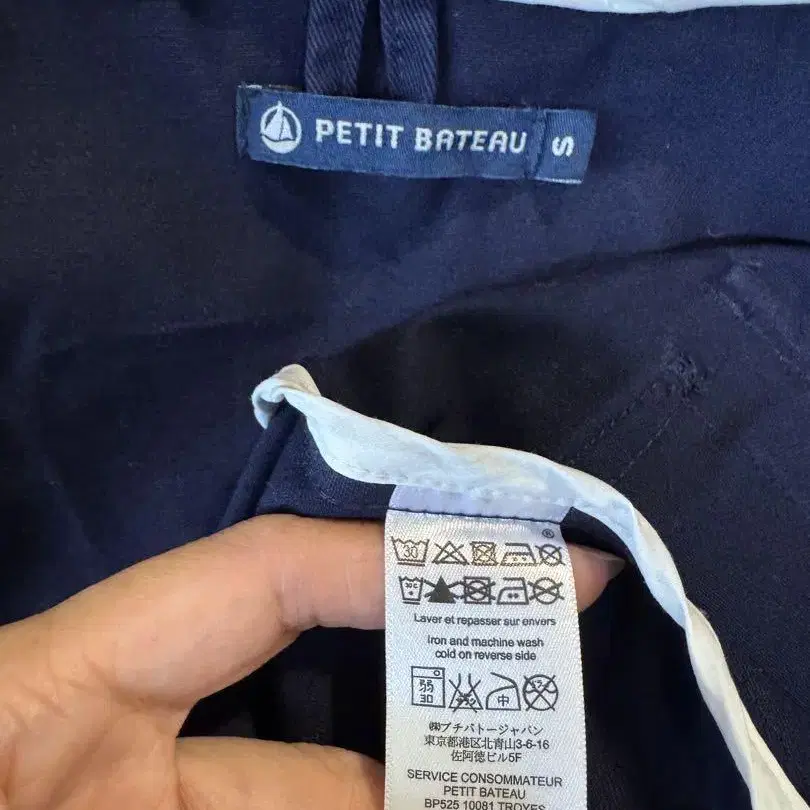 PETIT BATEAU S
®
30
Laver et repasser sur envers
Iron and machine wash
cold on reverse side
弱
30 中
㈱プチバトージャパン
東京都港区北青山3-6-16
佐阿徳ビル5F
SERVICE CONSOMMATEUR
PETIT BATEAU
BP525 10081 TROYES